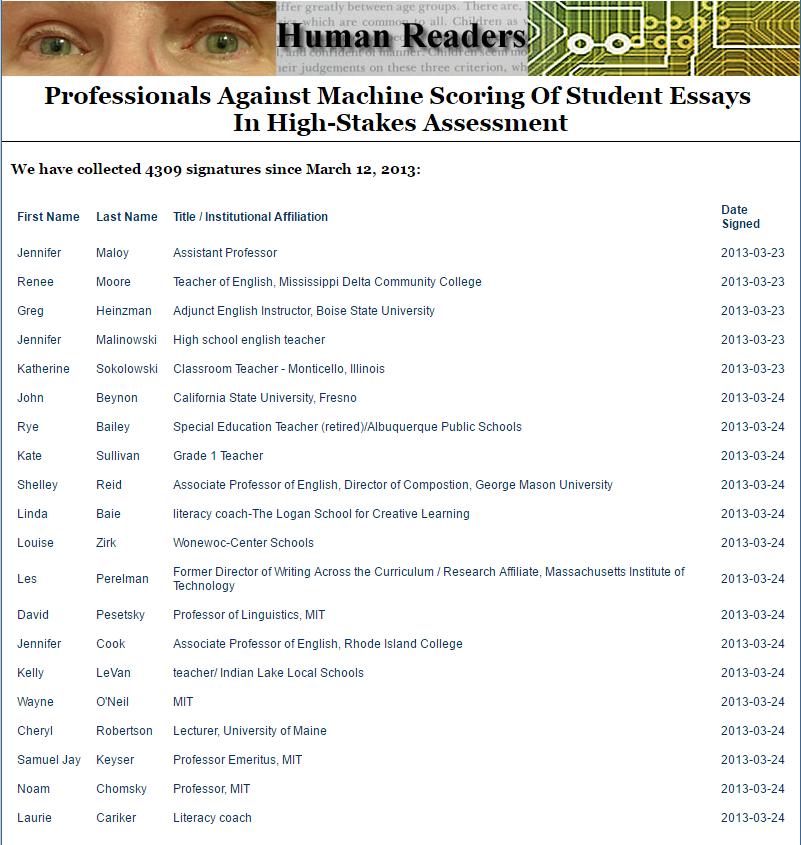 ffer greatly between age groups. There are,
which are common to all. Children as
Human Readers
and confident of manner. Children seem
heir judgements on these three criterion, wh
Professionals Against Machine Scoring Of Student Essays
In High-Stakes Assessment
We have collected 4309 signatures since March 12, 2013:
First Name Last Name Title / Institutional Affiliation Date Signed
Jennifer Maloy Assistant Professor 2013-03-23
Renee Moore Teacher of English, Mississippi Delta Community College 2013-03-23
Greg Heinzman Adjunct English Instructor, Boise State University 2013-03-23
Jennifer Malinowski High school english teacher 2013-03-23
Katherine Sokolowski Classroom Teacher - Monticello, Illinois 2013-03-23
John Beynon California State University, Fresno 2013-03-24
Rye Bailey Special Education Teacher (retired)/Albuquerque Public Schools 2013-03-24
Kate Sullivan Grade 1 Teacher 2013-03-24
Shelley Reid Associate Professor of English, Director of Compostion, George Mason University 2013-03-24
Linda Baie literacy coach-The Logan School for Creative Learning 2013-03-24
Louise Zirk Wonewoc-Center Schools 2013-03-24
Les Perelman Former Director of Writing Across the Curriculum / Research Affiliate, Massachusetts Institute of
Technology 2013-03-24
David Pesetsky Professor of Linguistics, MIT 2013-03-24
Jennifer Cook Associate Professor of English, Rhode Island College 2013-03-24
Kelly LeVan teacher/ Indian Lake Local Schools 2013-03-24
Wayne O'Neil MIT 2013-03-24
Cheryl Robertson Lecturer, University of Maine 2013-03-24
Samuel Jay Keyser Professor Emeritus, MIT 2013-03-24
Noam Chomsky Professor, MIT 2013-03-24
Laurie Cariker Literacy coach 2013-03-24